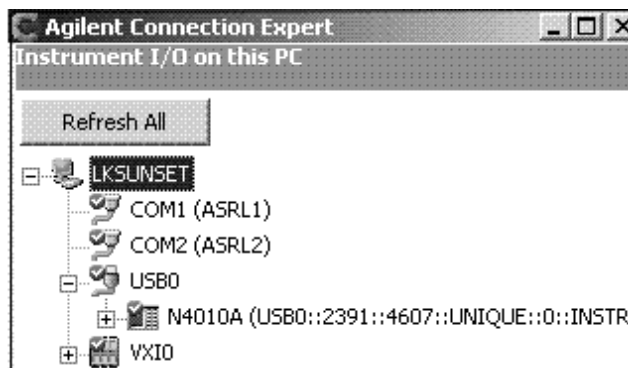 Agilent Connection Expert
Instrument I/O on this PC
Refresh All
LKSUNSET
COM1 (ASRL1)
COM2 (ASRL2)
USB0
N4010A (USB0::2391::4607::UNIQUE::0::INSTR
VXI0